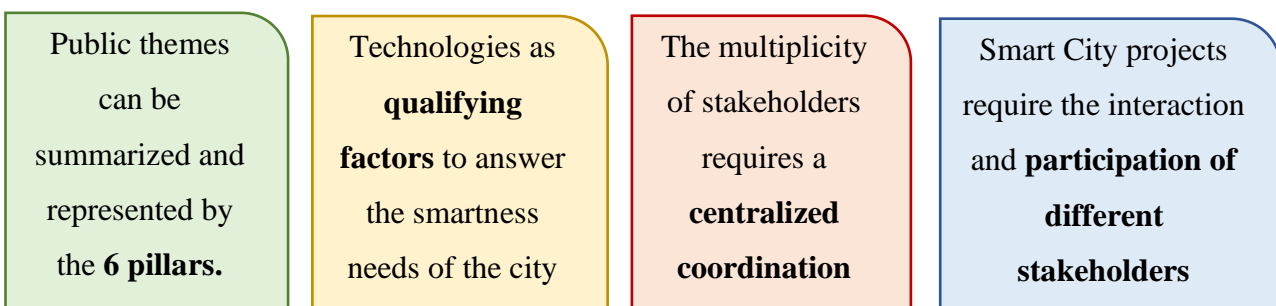 Public themes
can be
summarized and
represented by
the 6 pillars.
Technologies as
qualifying
factors to answer
the smartness
needs of the city
The multiplicity
of stakeholders
requires a
centralized
coordination
Smart City projects
require the interaction
and participation of
different
stakeholders